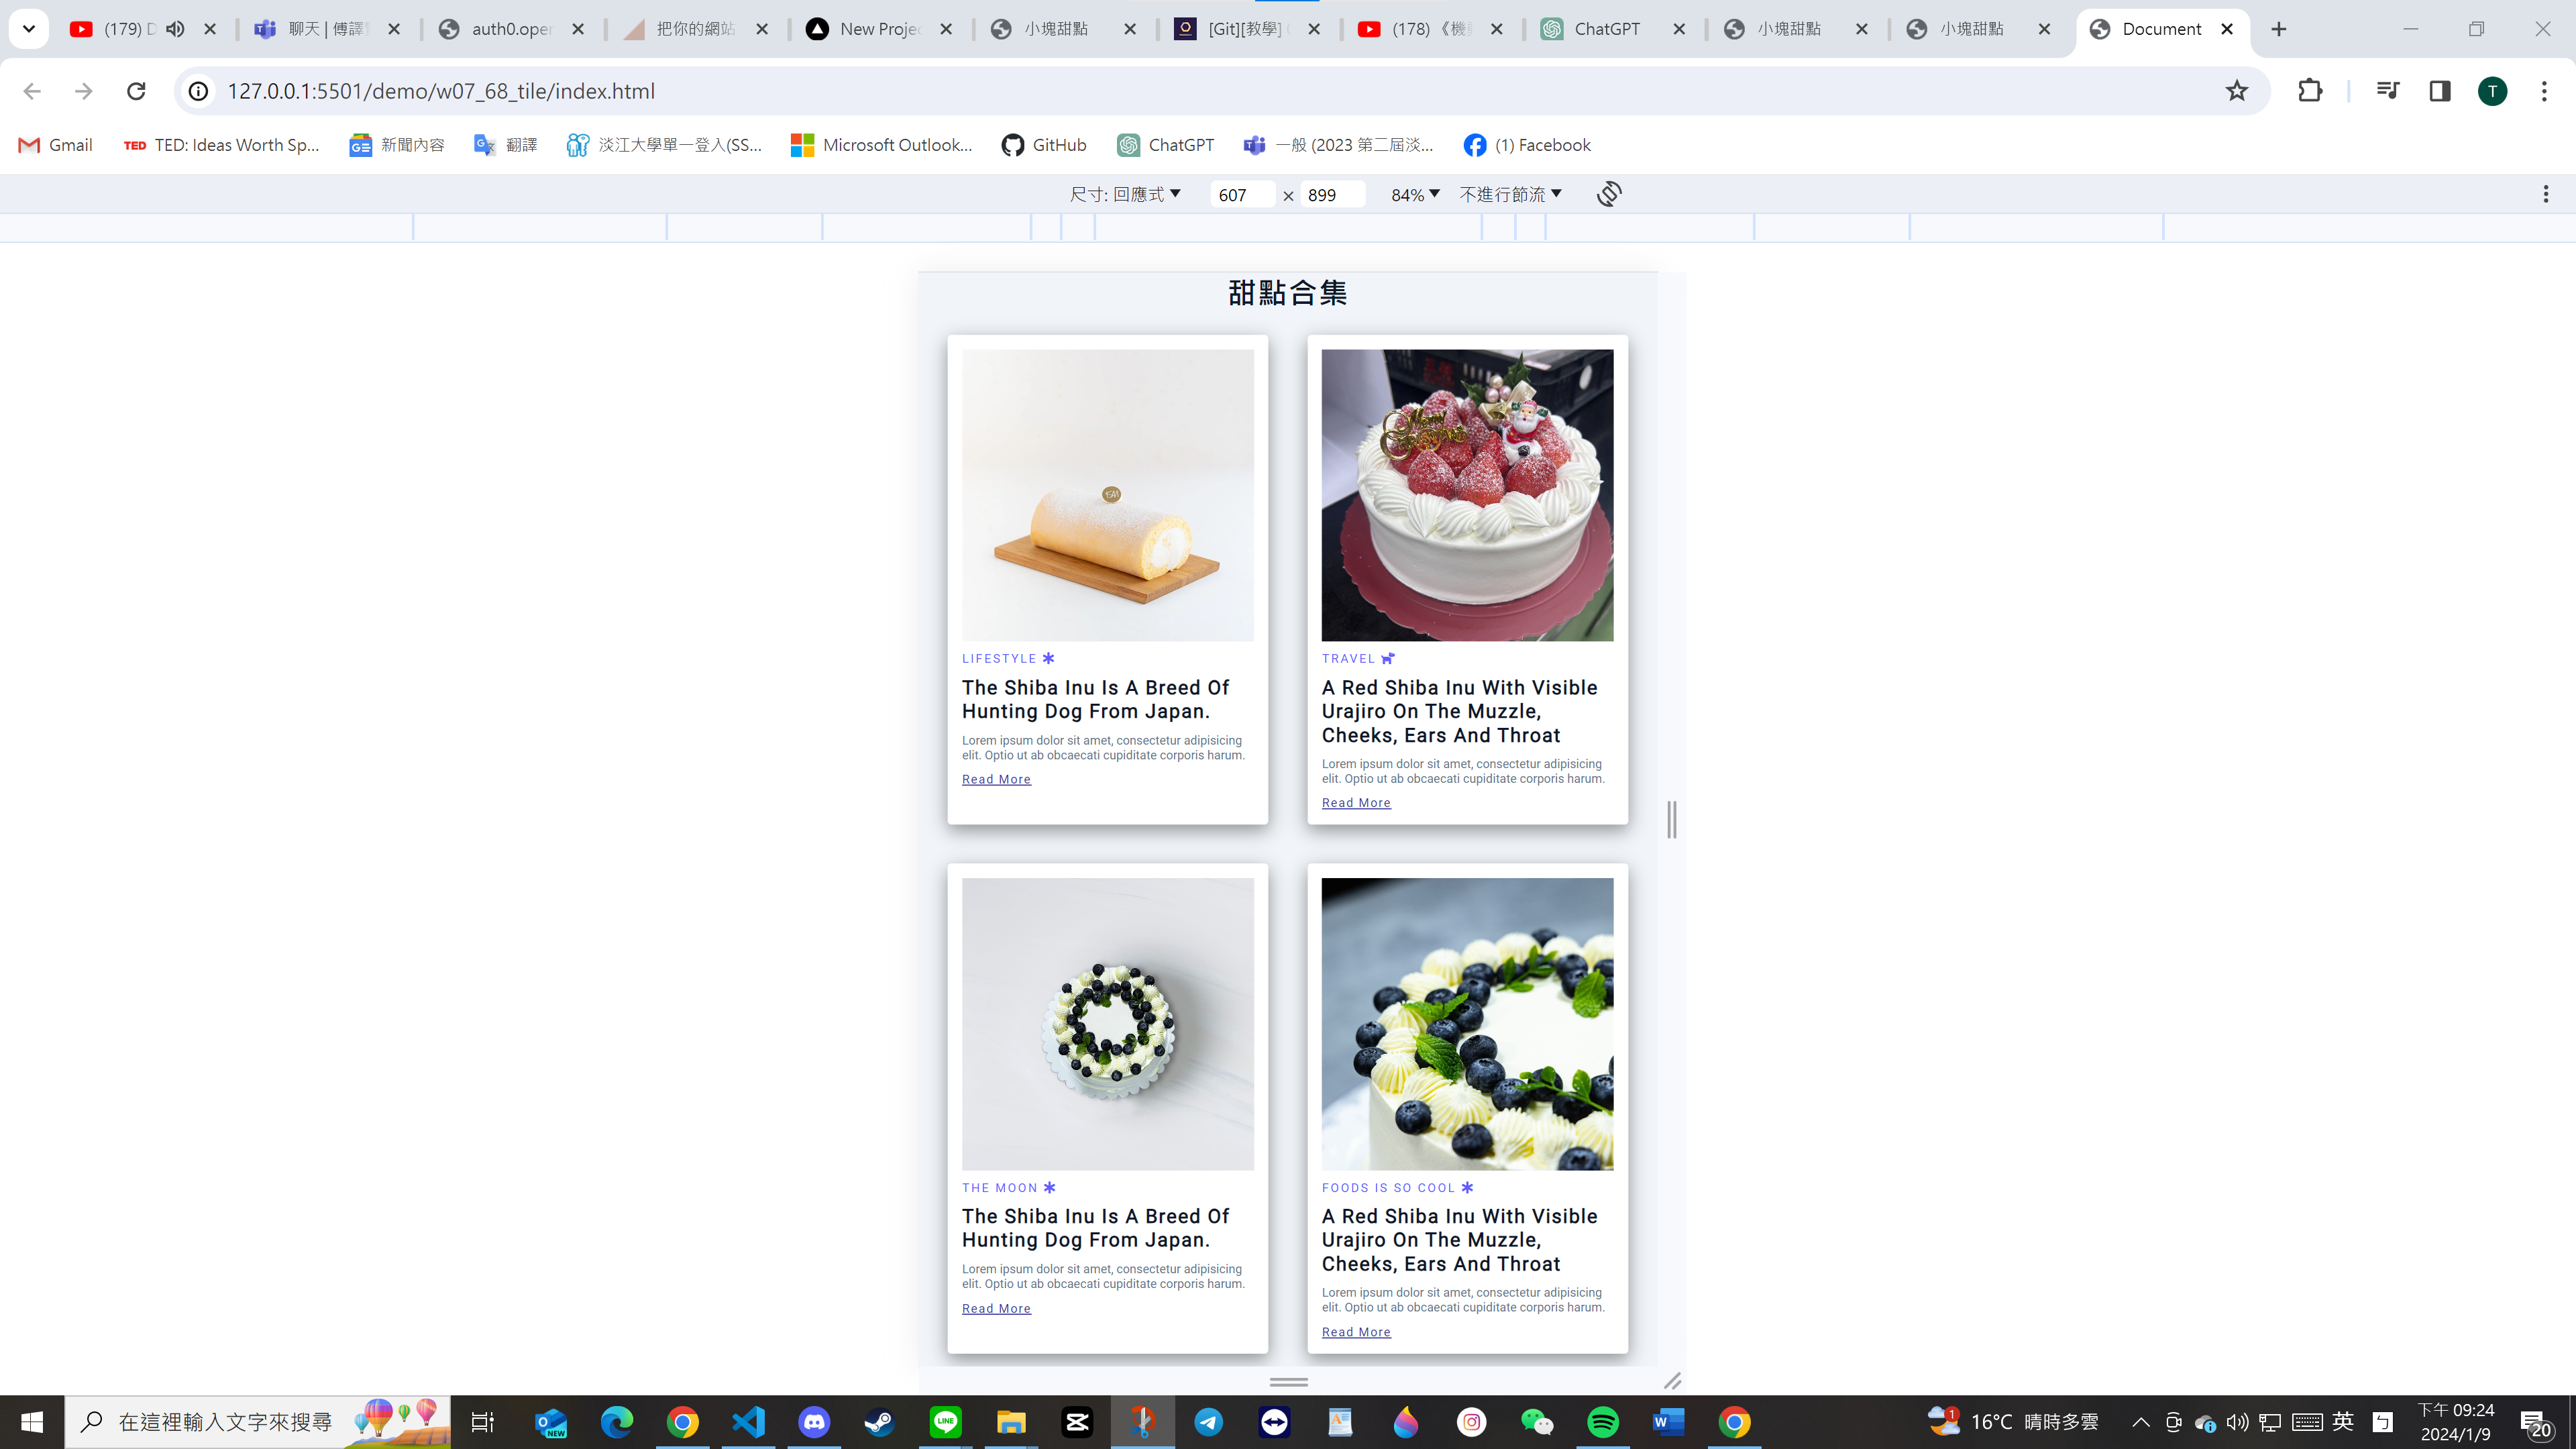 (179) D
聊天 | 傅譯
auth0.oper
把你的網站
New Projec
小塊甜點
[Git][教學]
(178) 《機
ChatGPT
小塊甜點
小塊甜點
Document
127.0.0.1:5501/demo/w07_68_tile/index.html
T
Gmail
TED: Ideas Worth Sp...
新聞內容
翻譯
淡江大學單一登入(SS...
Microsoft Outlook...
GitHub
ChatGPT
一般 (2023 第二屆淡...
(1) Facebook
尺寸: 回應式 607 × 899 84% 不進行節流
甜點合集
LIFESTYLE
The Shiba Inu Is A Breed Of
Hunting Dog From Japan.
Lorem ipsum dolor sit amet, consectetur adipisicing
elit. Optio ut ab obcaecati cupiditate corporis harum.
Read More
TRAVEL
A Red Shiba Inu With Visible
Urajiro On The Muzzle,
Cheeks, Ears And Throat
Lorem ipsum dolor sit amet, consectetur adipisicing
elit. Optio ut ab obcaecati cupiditate corporis harum.
Read More
THE MOON
The Shiba Inu Is A Breed Of
Hunting Dog From Japan.
Lorem ipsum dolor sit amet, consectetur adipisicing
elit. Optio ut ab obcaecati cupiditate corporis harum.
Read More
FOODS IS SO COOL
A Red Shiba Inu With Visible
Urajiro On The Muzzle,
Cheeks, Ears And Throat
Lorem ipsum dolor sit amet, consectetur adipisicing
elit. Optio ut ab obcaecati cupiditate corporis harum.
Read More
在這裡輸入文字來搜尋
NEW
LINE
1
16°C 晴時多雲
英
下午 09:24
2024/1/9
20